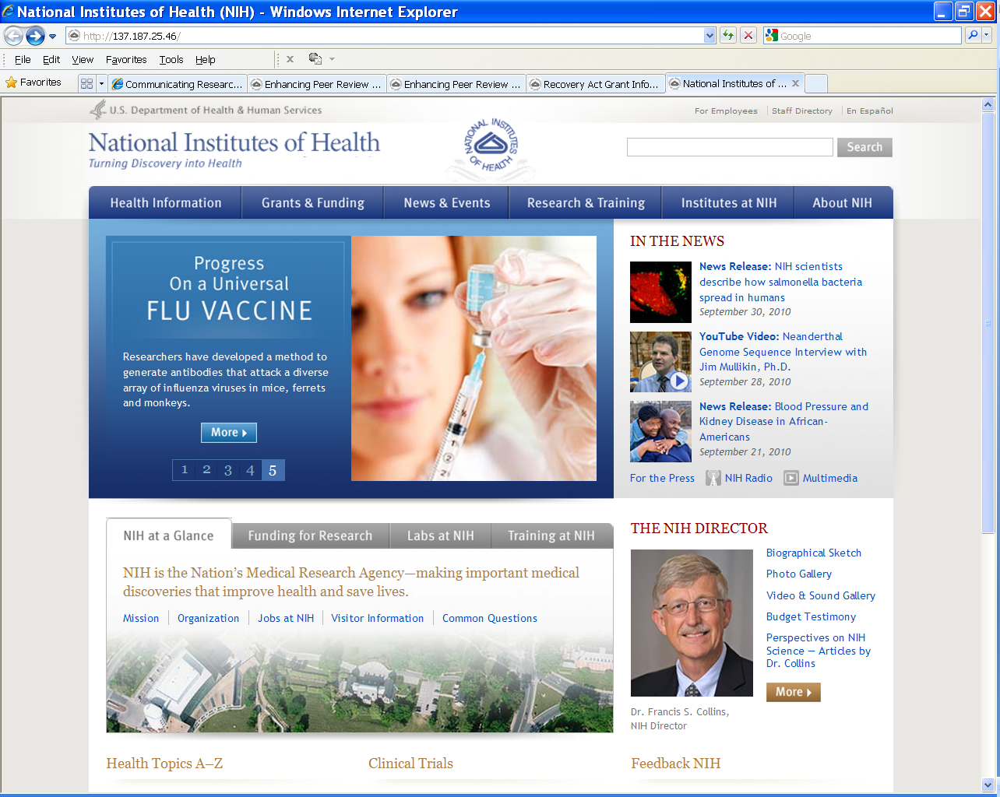 National Institutes of Health (NIH) - Windows Internet Explorer
http://137.187.25.46/
Google
File Edit View Favorites Tools Help
Favorites
Communicating Researc...
Enhancing Peer Review ...
Enhancing Peer Review ...
Recovery Act Grant Info...
National Institutes of ...
U.S. Department of Health & Human Services
For Employees Staff Directory En Español
National Institutes of Health
Turning Discovery into Health
NATIONAL INSTITUTES OF HEALTH
Search
Health Information Grants & Funding News & Events Research & Training Institutes at NIH About NIH
Progress
On a Universal
FLU VACCINE
Researchers have developed a method to
generate antibodies that attack a diverse
array of influenza viruses in mice, ferrets
and monkeys.
More
1 2 3 4 5
IN THE NEWS
News Release: NIH scientists
describe how salmonella bacteria
spread in humans
September 30, 2010
YouTube Video: Neanderthal
Genome Sequence Interview with
Jim Mullikin, Ph.D.
September 28, 2010
News Release: Blood Pressure and
Kidney Disease in African-
Americans
September 21, 2010
For the Press NIH Radio Multimedia
NIH at a Glance Funding for Research Labs at NIH Training at NIH
NIH is the Nation's Medical Research Agency—making important medical
discoveries that improve health and save lives.
Mission Organization Jobs at NIH Visitor Information Common Questions
THE NIH DIRECTOR
Biographical Sketch
Photo Gallery
Video & Sound Gallery
Budget Testimony
Perspectives on NIH
Science — Articles by
Dr. Collins
More
Dr. Francis S. Collins,
NIH Director
Health Topics A–Z Clinical Trials Feedback NIH